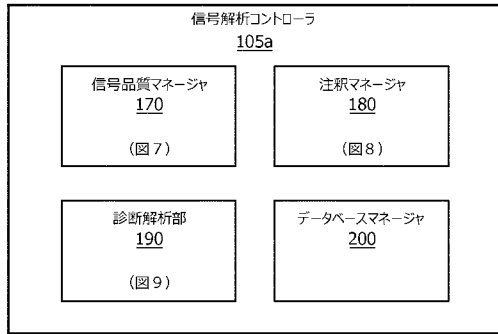 信号解析コントローラ
105a
信号品質マネージャ
170
（図７）
注釈マネージャ
180
（図８）
診断解析部
190
（図９）
データベースマネージャ
200